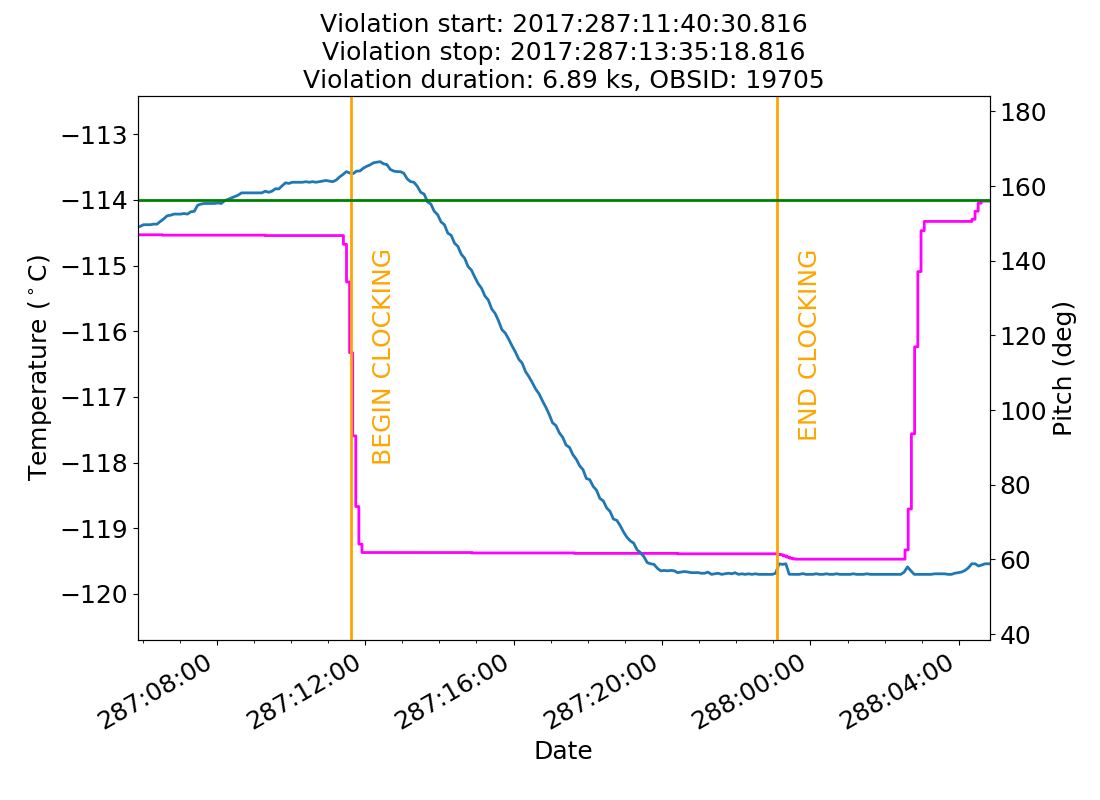 Violation start: 2017:287:11:40:30.816
Violation stop: 2017:287:13:35:18.816
Violation duration: 6.89 ks, OBSID: 19705
Temperature (°C)
−113
−114
−115
−116
−117
−118
−119
−120
BEGIN CLOCKING
END CLOCKING
180
160
140
120
100
80
60
40
Pitch (deg)
287:08:00
287:12:00
287:16:00
287:20:00
288:00:00
288:04:00
Date